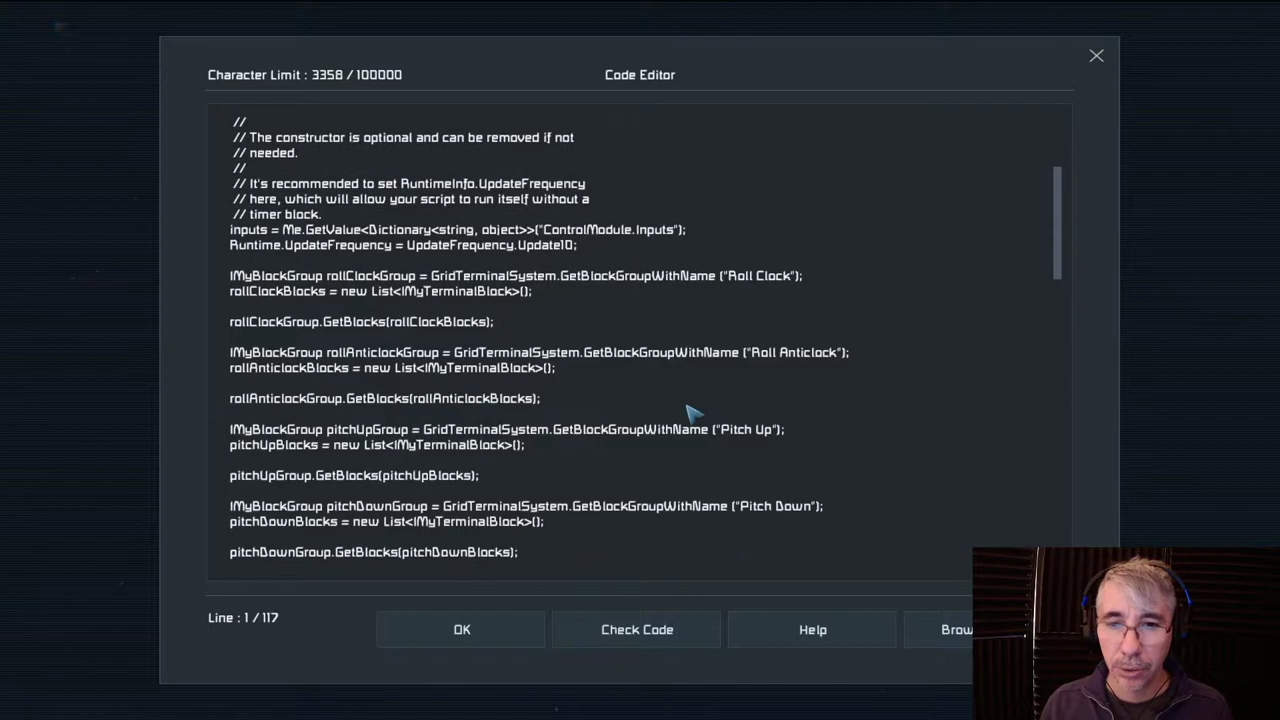 Character Limit : 3358 / 100000
Code Editor
//
// The constructor is optional and can be removed if not
// needed.
//
// It's recommended to set RuntimeInfo.UpdateFrequency
// here, which will allow your script to run itself without a
// timer block.
inputs = Me.GetValue<Dictionary<string, object>>("ControlModule.Inputs");
Runtime.UpdateFrequency = UpdateFrequency.Update10;
IMyBlockGroup rollClockGroup = GridTerminalSystem.GetBlockGroupWithName ("Roll Clock");
rollClockBlocks = new List<IMyTerminalBlock>();
rollClockGroup.GetBlocks(rollClockBlocks);
IMyBlockGroup rollAnticlockGroup = GridTerminalSystem.GetBlockGroupWithName ("Roll Anticlock");
rollAnticlockBlocks = new List<IMyTerminalBlock>();
rollAnticlockGroup.GetBlocks(rollAnticlockBlocks);
IMyBlockGroup pitchUpGroup = GridTerminalSystem.GetBlockGroupWithName ("Pitch Up");
pitchUpBlocks = new List<IMyTerminalBlock>();
pitchUpGroup.GetBlocks(pitchUpBlocks);
IMyBlockGroup pitchDownGroup = GridTerminalSystem.GetBlockGroupWithName ("Pitch Down");
pitchDownBlocks = new List<IMyTerminalBlock>();
pitchDownGroup.GetBlocks(pitchDownBlocks);
Line : 1 / 117
OK
Check Code
Help
Brow